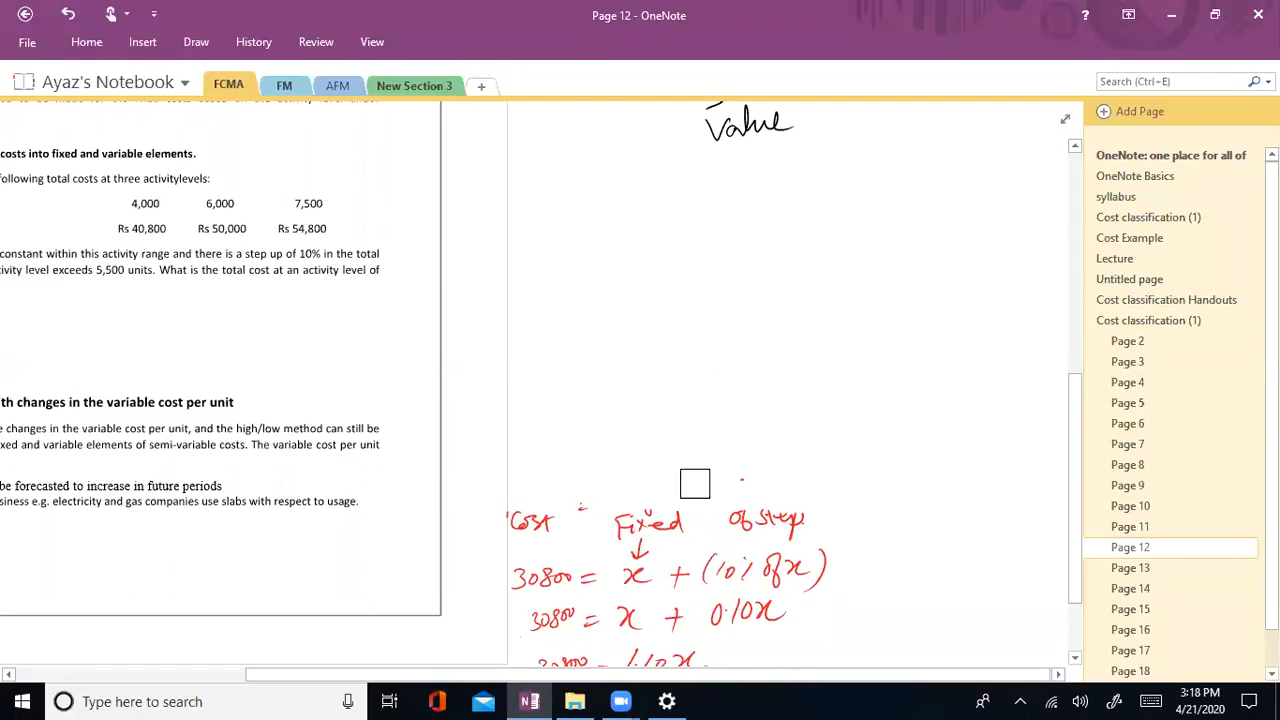 Page 12 - OneNote
File Home Insert Draw History Review View
Ayaz's Notebook FCMA FM AFM New Section 3
Search (Ctrl+E)
Add Page
costs into fixed and variable elements.
following total costs at three activitylevels:
4,000 6,000 7,500
Rs 40,800 Rs 50,000 Rs 54,800
constant within this activity range and there is a step up of 10% in the total
ivity level exceeds 5,500 units. What is the total cost at an activity level of
th changes in the variable cost per unit
e changes in the variable cost per unit, and the high/low method can still be
xed and variable elements of semi-variable costs. The variable cost per unit
be forecasted to increase in future periods
siness e.g. electricity and gas companies use slabs with respect to usage.
Value
Cost = Fixed of step
30800 = x + (10% of x)
30800 = x + 0.10x
30800 = 1.10x
OneNote: one place for all of
OneNote Basics
syllabus
Cost classification (1)
Cost Example
Lecture
Untitled page
Cost classification Handouts
Cost classification (1)
Page 2
Page 3
Page 4
Page 5
Page 6
Page 7
Page 8
Page 9
Page 10
Page 11
Page 12
Page 13
Page 14
Page 15
Page 16
Page 17
Page 18
Type here to search
3:18 PM
4/21/2020